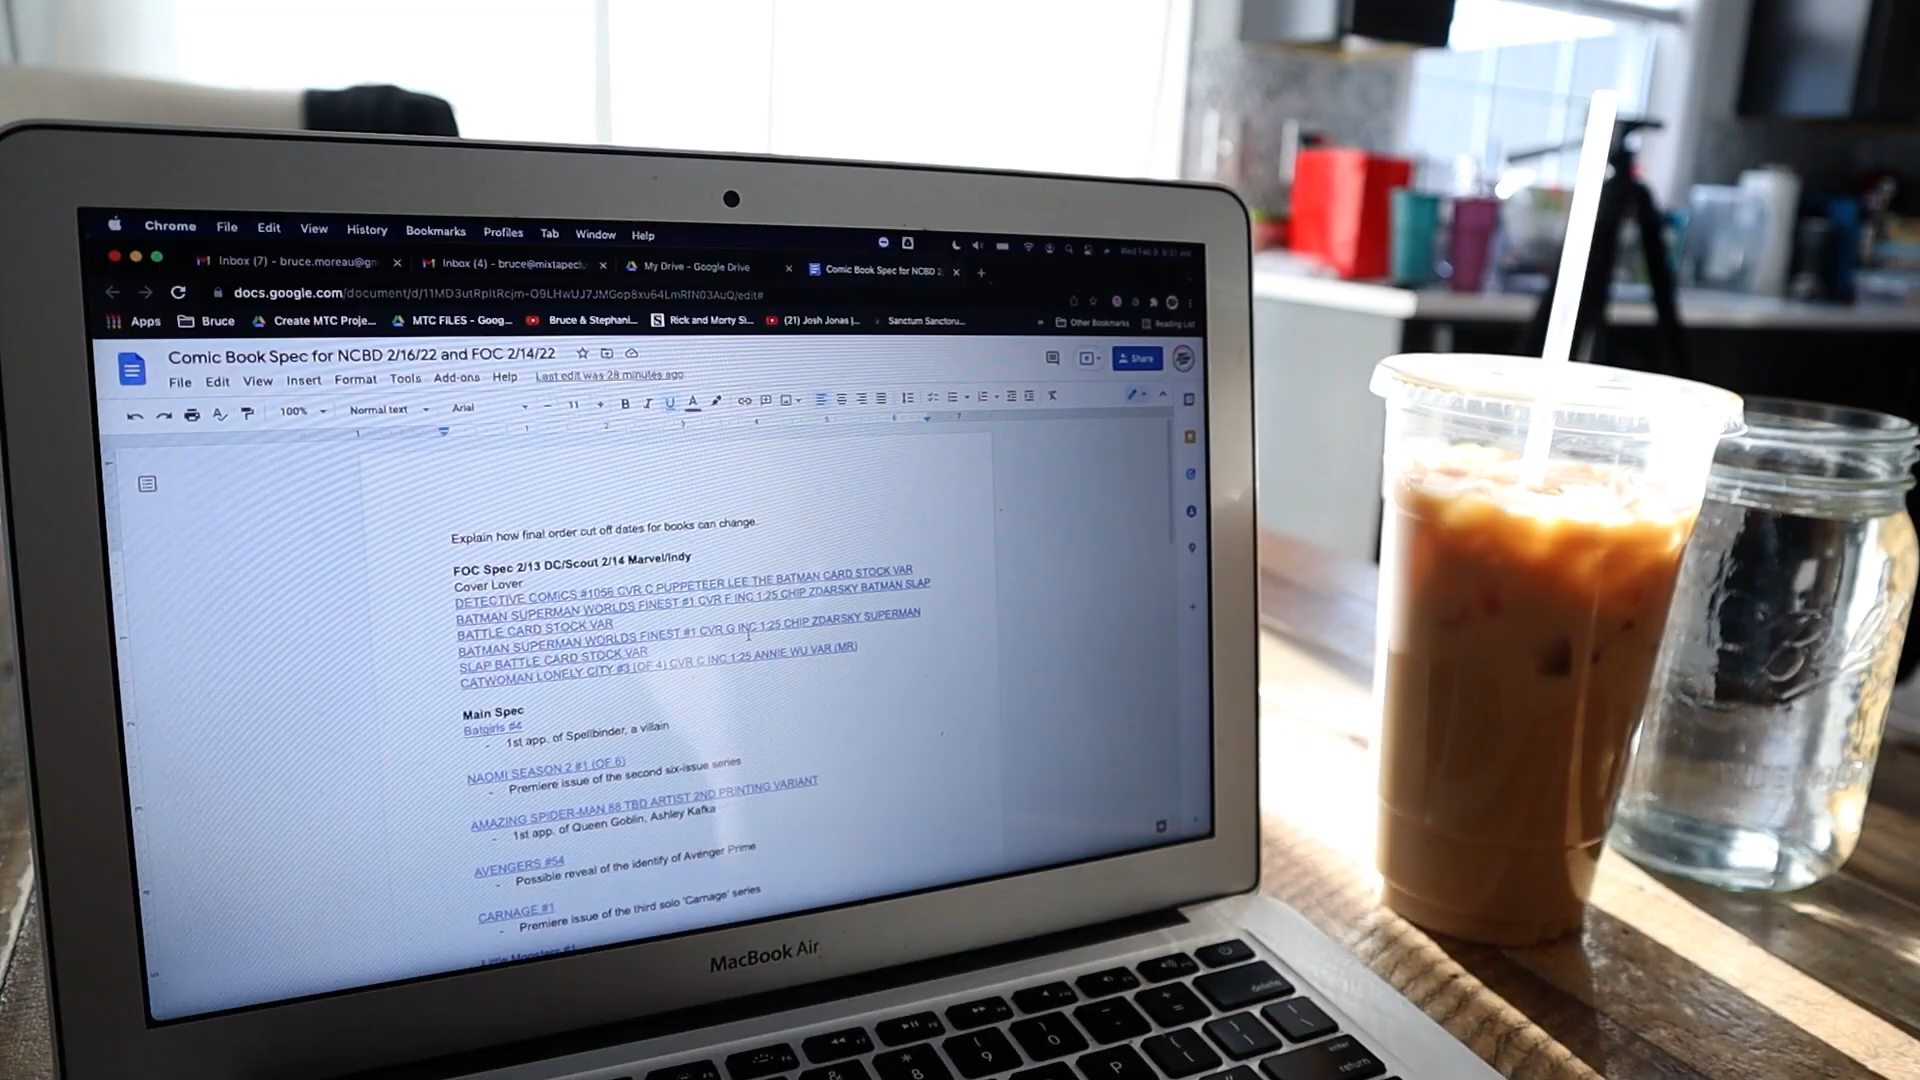 Chrome File Edit View History Bookmarks Profiles Tab Window Help
Inbox (7) - bruce.moreau@gm Inbox (4) - bruce@mixtapeclu My Drive - Google Drive Comic Book Spec for NCBD 2
docs.google.com/document/d/
Apps Bruce Create MTC Proje... MTC FILES - Goog... Bruce & Stephani... Rick and Morty Si... (21) Josh Jonas |... Sanctum Sanctoru... Other Bookmarks Reading List
Comic Book Spec for NCBD 2/16/22 and FOC 2/14/22
Share
File Edit View Insert Format Tools Add-ons Help Last edit was 28 minutes ago
100% Normal text Arial 11 B I U A
Explain how final order cut off dates for books can change.
FOC Spec 2/13 DC/Scout 2/14 Marvel/Indy
Cover Lover
DETECTIVE COMICS #1056 CVR C PUPPETEER LEE THE BATMAN CARD STOCK VAR
BATMAN SUPERMAN WORLDS FINEST #1 CVR F INC 1:25 CHIP ZDARSKY BATMAN SLAP
BATTLE CARD STOCK VAR
BATMAN SUPERMAN WORLDS FINEST #1 CVR G INC 1:25 CHIP ZDARSKY SUPERMAN
SLAP BATTLE CARD STOCK VAR
CATWOMAN LONELY CITY #3 (OF 4) CVR C INC 1:25 ANNIE WU VAR (MR)
Main Spec
Batgirls #4
- 1st app. of Spellbinder, a villain
NAOMI SEASON 2 #1 (OF 6)
- Premiere issue of the second six-issue series
AMAZING SPIDER-MAN 88 TBD ARTIST 2ND PRINTING VARIANT
- 1st app. of Queen Goblin, Ashley Kafka
AVENGERS #54
- Possible reveal of the identify of Avenger Prime
CARNAGE #1
- Premiere issue of the third solo 'Carnage' series
Little Monsters #1
MacBook Air
delete
enter
return
8 9 0 P